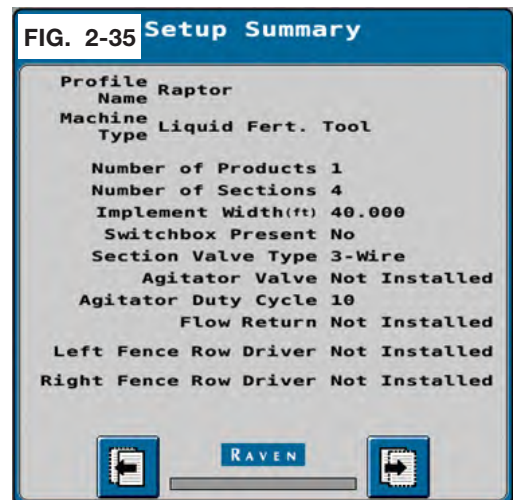 FIG. 2-35
Setup Summary
Profile Name Raptor
Machine Type Liquid Fert. Tool
Number of Products 1
Number of Sections 4
Implement Width(ft) 40.000
Switchbox Present No
Section Valve Type 3-Wire
Agitator Valve Not Installed
Agitator Duty Cycle 10
Flow Return Not Installed
Left Fence Row Driver Not Installed
Right Fence Row Driver Not Installed
RAVEN